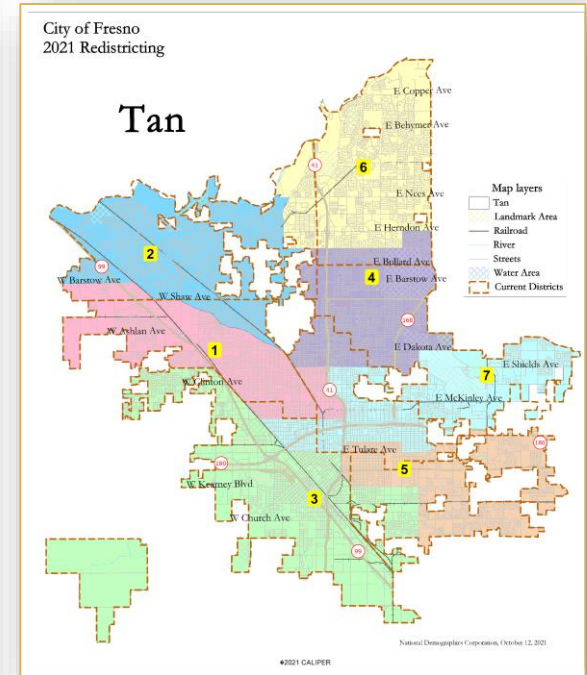 City of Fresno
2021 Redistricting
Tan
E Copper Ave
E Behymer Ave
41
6
E Nees Ave
Map layers
Tan
Landmark Area
Railroad
River
Streets
Water Area
Current Districts
E Herndon Ave
2
E Bullard Ave
99
4
E Barstow Ave
W Barstow Ave
W Shaw Ave
168
W Ashlan Ave
1
E Dakota Ave
E Shields Ave
7
W Clinton Ave
41
E McKinley Ave
E Tulare Ave
180
180
5
W Kearney Blvd
3
W Church Ave
99
National Demographics Corporation, October 12, 2021
©2021 CALIPER